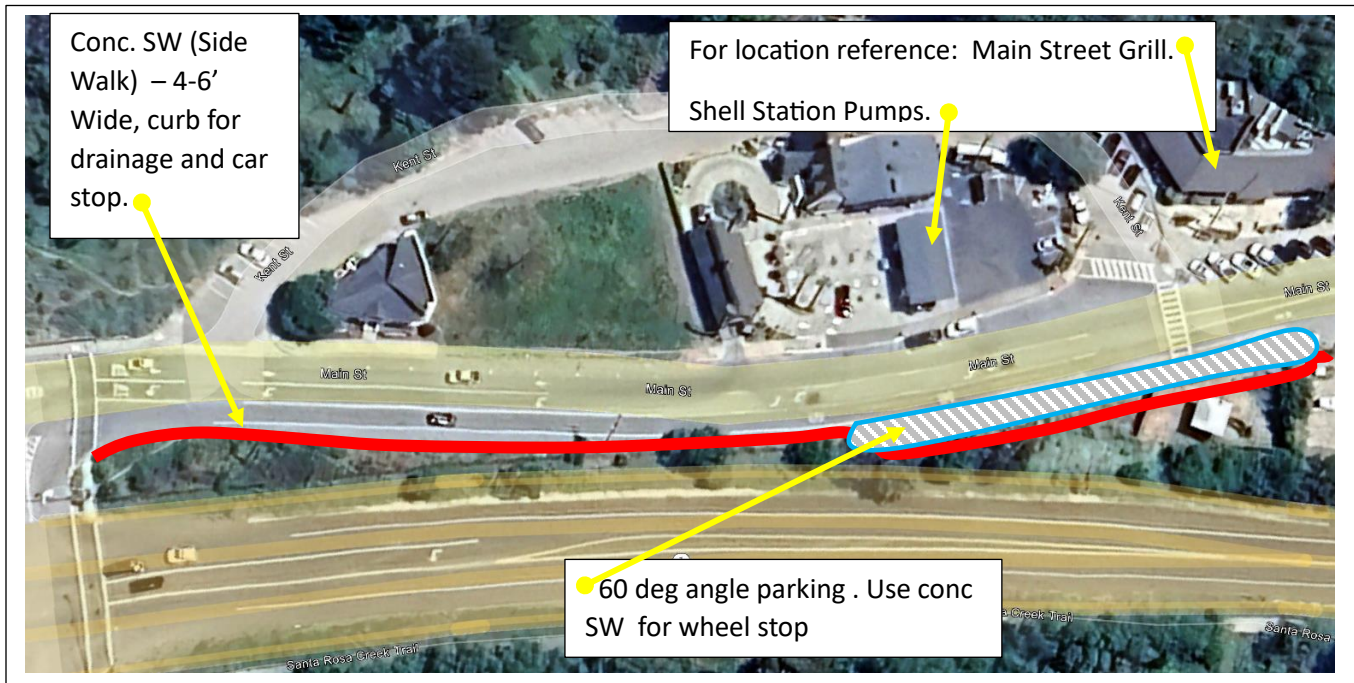 Conc. SW (Side
Walk) – 4-6’
Wide, curb for
drainage and car
stop.
For location reference: Main Street Grill.
Shell Station Pumps.
Kent St
Kent St
Kent St
Main St
Main St
Main St
Main St
60 deg angle parking . Use conc
SW for wheel stop
Creek Trail
Santa Rosa
Santa Rosa Creek Trail